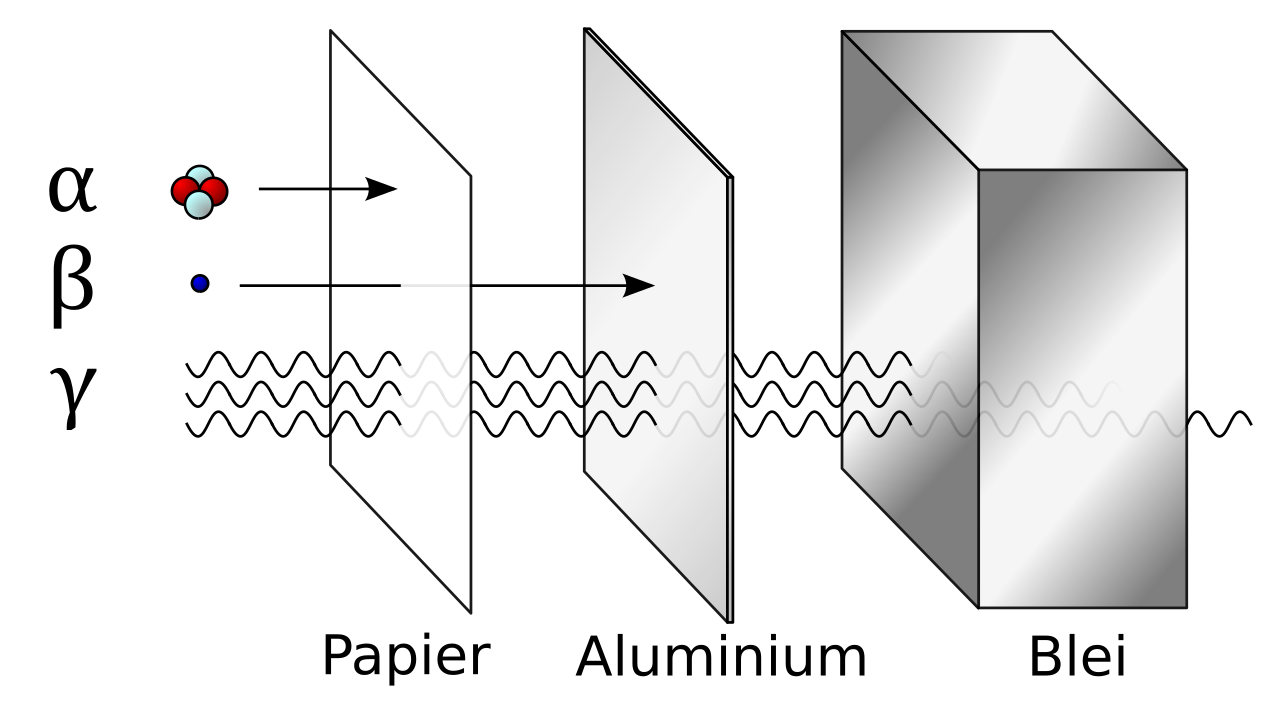 α
β
γ
Papier
Aluminium
Blei